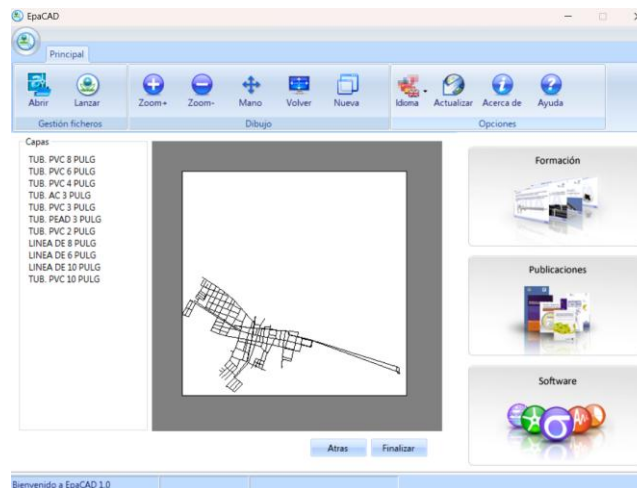 EpaCAD
Principal
Abrir Lanzar Zoom+ Zoom- Mano Volver Nueva Idoma Actualizar Acerca de Ayuda
Gestión ficheros Dibujo Opciones
Capas
TUB. PVC 8 PULG
TUB. PVC 6 PULG
TUB. PVC 4 PULG
TUB. AC 3 PULG
TUB. PVC 3 PULG
TUB. PEAD 3 PULG
TUB. PVC 2 PULG
LINEA DE 8 PULG
LINEA DE 6 PULG
LINEA DE 10 PULG
TUB. PVC 10 PULG
Formación
Publicaciones
Software
Atras Finalizar
Bienvenido a EpaCAD 1.0